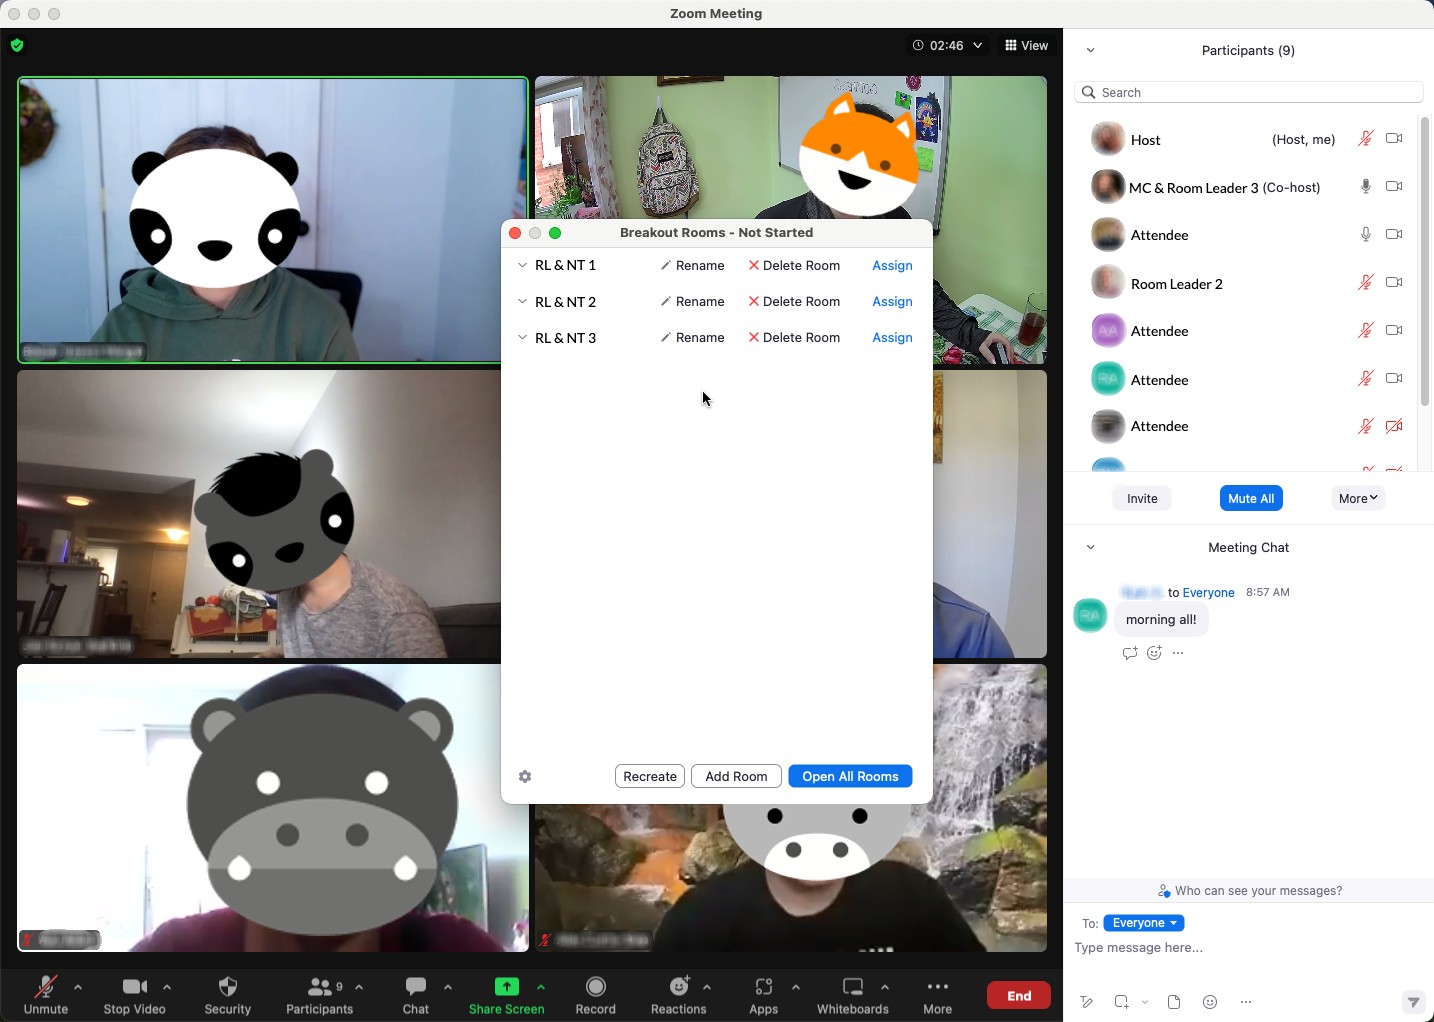 Zoom Meeting
02:46
View
Breakout Rooms - Not Started
RL & NT 1 Rename Delete Room Assign
RL & NT 2 Rename Delete Room Assign
RL & NT 3 Rename Delete Room Assign
Recreate Add Room Open All Rooms
Participants (9)
Search
Host (Host, me)
MC & Room Leader 3 (Co-host)
Attendee
Room Leader 2
AA Attendee
RA Attendee
Attendee
Invite Mute All More
Meeting Chat
to Everyone 8:57 AM
RA morning all!
Who can see your messages?
To: Everyone
Type message here...
9
Unmute Stop Video Security Participants Chat Share Screen Record Reactions Apps Whiteboards More End